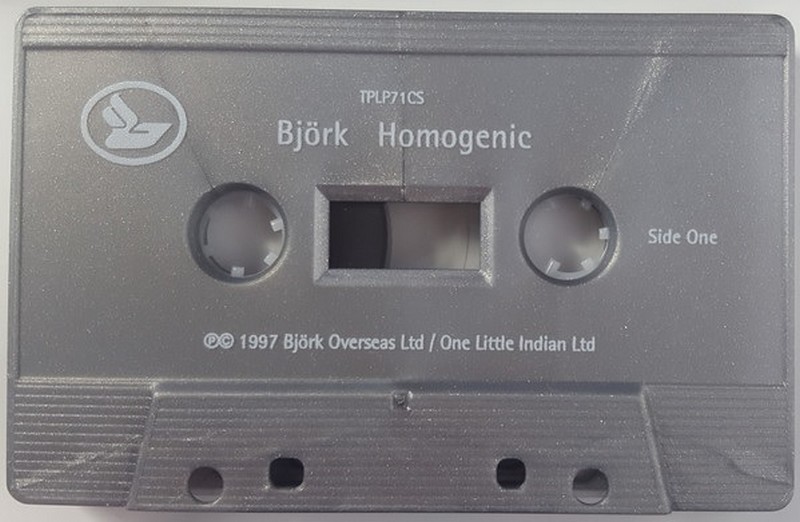 TPLP71CS
Björk Homogenic
Side One
℗© 1997 Björk Overseas Ltd / One Little Indian Ltd